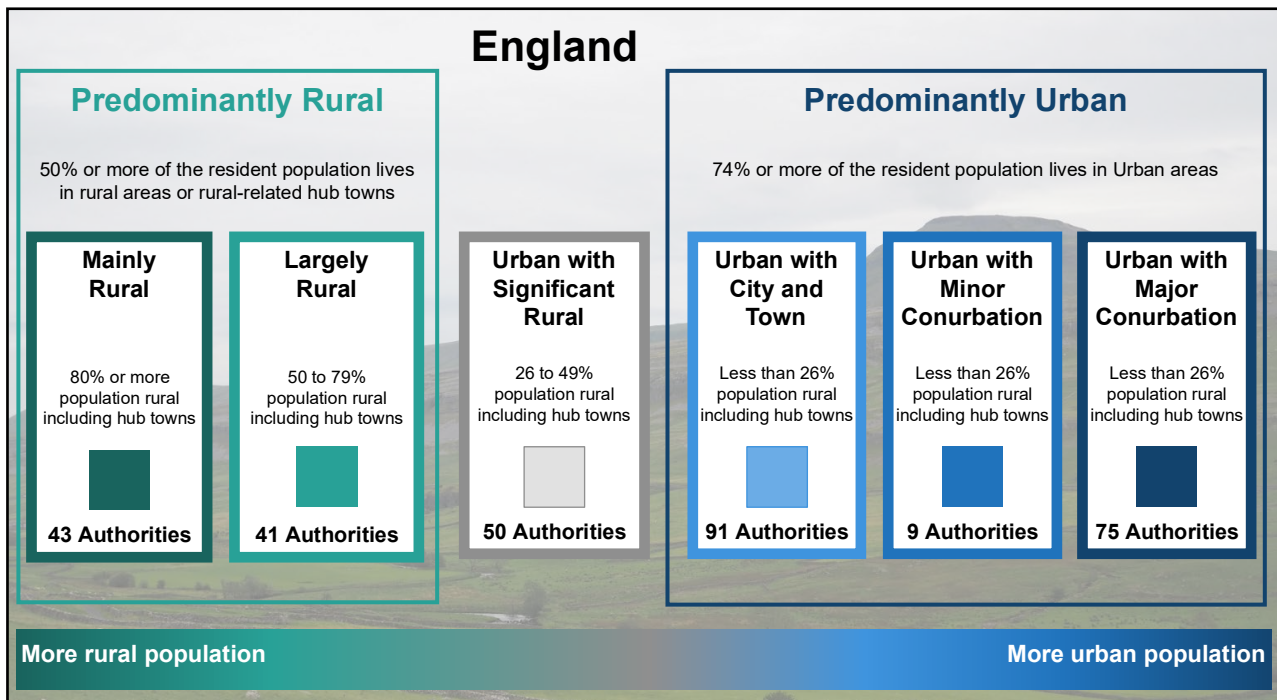 England
Predominantly Rural
50% or more of the resident population lives
in rural areas or rural-related hub towns
Mainly
Rural
80% or more
population rural
including hub towns
43 Authorities
Largely
Rural
50 to 79%
population rural
including hub towns
41 Authorities
Urban with
Significant
Rural
26 to 49%
population rural
including hub towns
50 Authorities
Predominantly Urban
74% or more of the resident population lives in Urban areas
Urban with
City and
Town
Less than 26%
population rural
including hub towns
91 Authorities
Urban with
Minor
Conurbation
Less than 26%
population rural
including hub towns
9 Authorities
Urban with
Major
Conurbation
Less than 26%
population rural
including hub towns
75 Authorities
More rural population
More urban population